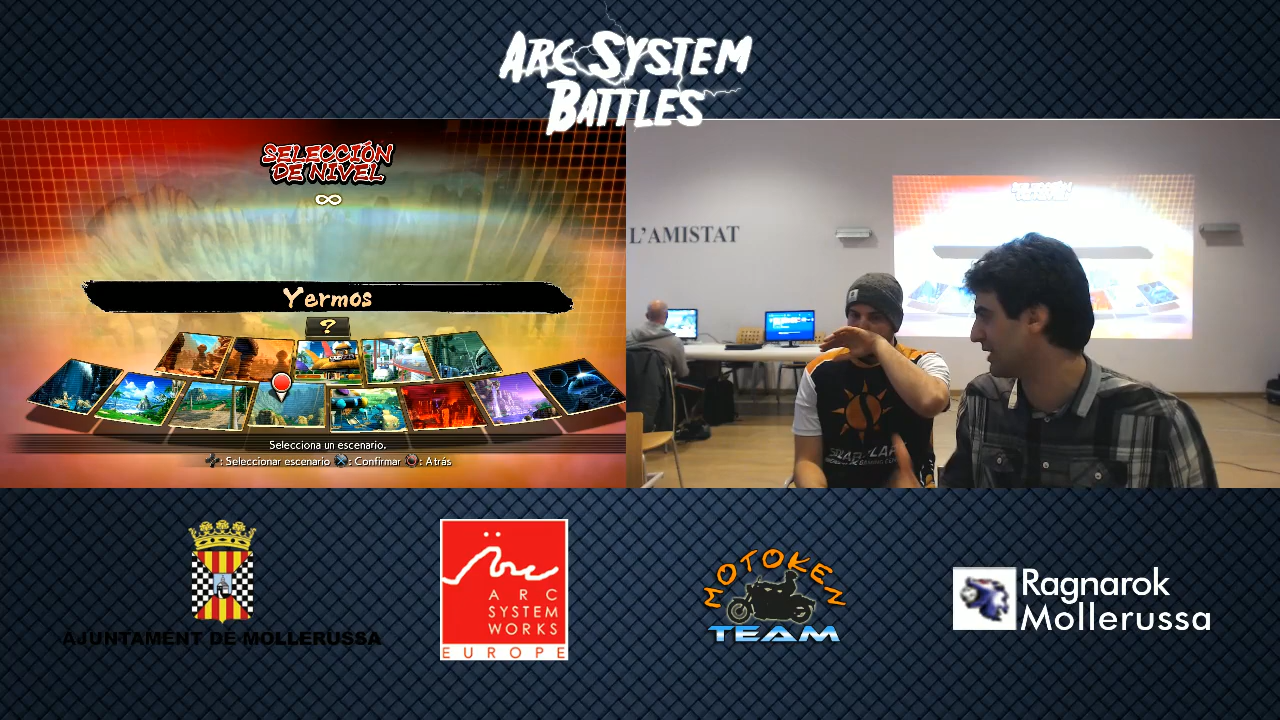 ARC SYSTEM
BATTLES
SELECCIÓN
DE NIVEL
∞
Yermos
?
Selecciona un escenario.
: Seleccionar escenario : Confirmar : Atrás
L'AMISTAT
AJUNTAMENT DE MOLLERUSSA
Arc
ARC
SYSTEM
WORKS
EUROPE
MOTOKEN
TEAM
Ragnarok
Mollerussa